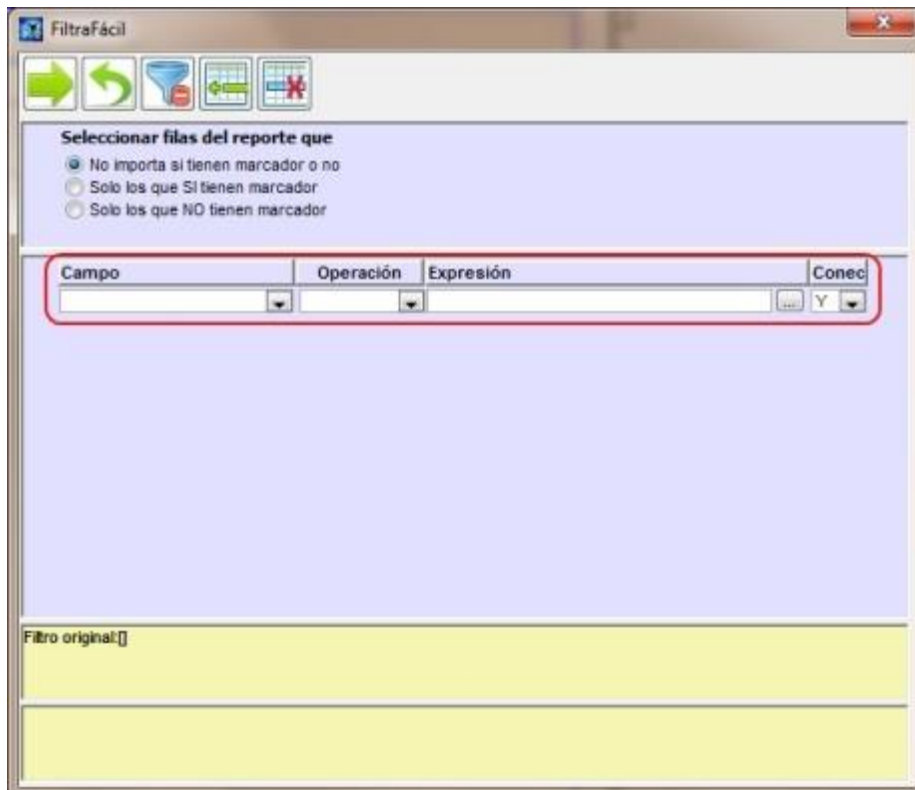 FiltraFácil
Seleccionar filas del reporte que
No importa si tienen marcador o no
Solo los que SI tienen marcador
Solo los que NO tienen marcador
Campo Operación Expresión Conec
... Y
Filtro original:[]